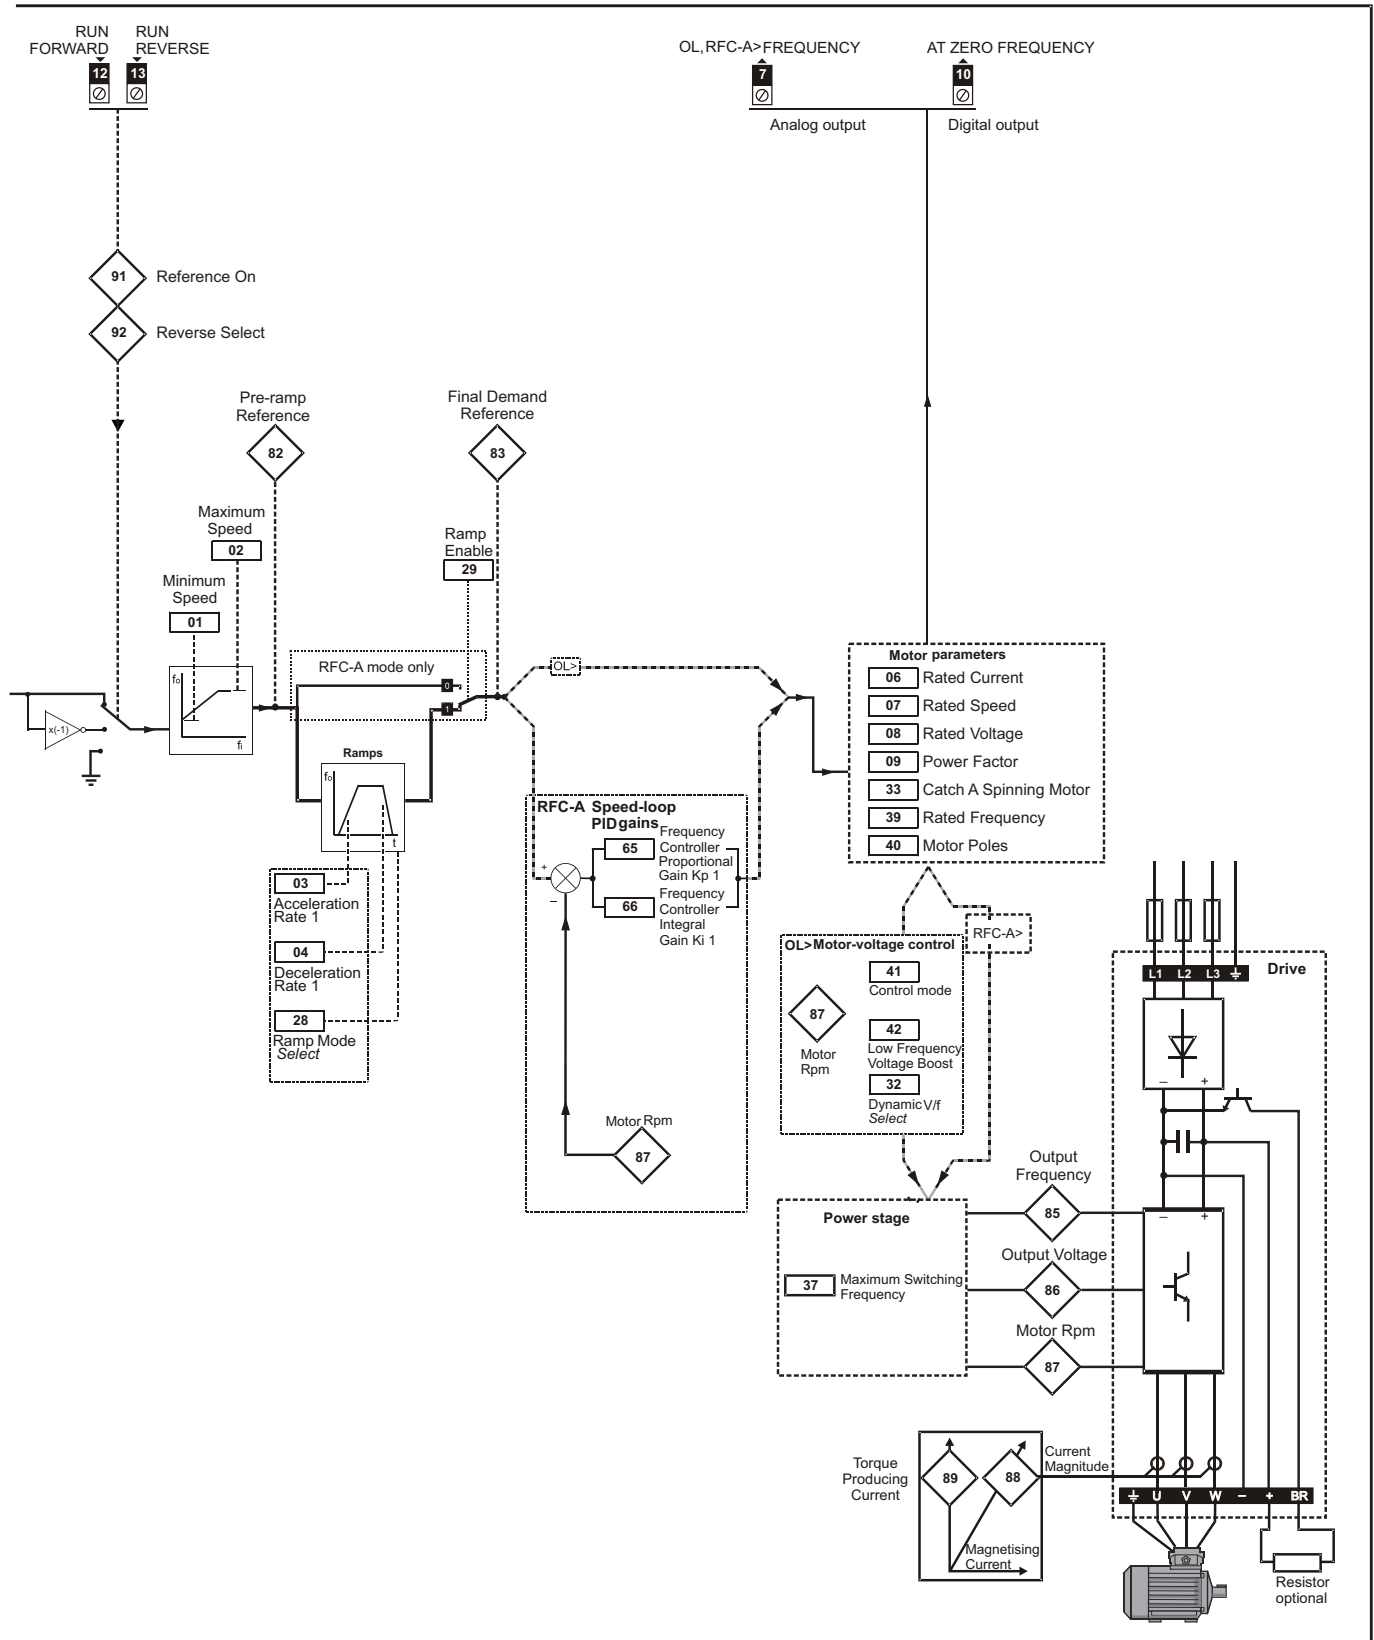 RUN
FORWARD
RUN
REVERSE
12
13
OL,RFC-A>FREQUENCY
AT ZERO FREQUENCY
7
10
Analog output
Digital output
91
Reference On
92
Reverse Select
Pre-ramp
Reference
82
Final Demand
Reference
83
Maximum
Speed
02
Ramp
Enable
29
Minimum
Speed
01
RFC-A mode only
0
1
OL>
x(-1)
fo
fi
Ramps
fo
t
03
Acceleration
Rate 1
04
Deceleration
Rate 1
28
Ramp Mode
Select
RFC-A Speed-loop
PID gains
65
Frequency
Controller
Proportional
Gain Kp 1
66
Frequency
Controller
Integral
Gain Ki 1
+
–
Motor Rpm
87
Motor parameters
06 Rated Current
07 Rated Speed
08 Rated Voltage
09 Power Factor
33 Catch A Spinning Motor
39 Rated Frequency
40 Motor Poles
RFC-A>
OL>Motor-voltage control
41
Control mode
87
Motor
Rpm
42
Low Frequency
Voltage Boost
32
Dynamic V/f
Select
Power stage
37
Maximum Switching
Frequency
Output
Frequency
85
Output Voltage
86
Motor Rpm
87
Drive
L1 L2 L3
– +
– +
Torque
Producing
Current
89
88
Current
Magnitude
Magnetising
Current
U V W – + BR
Resistor
optional